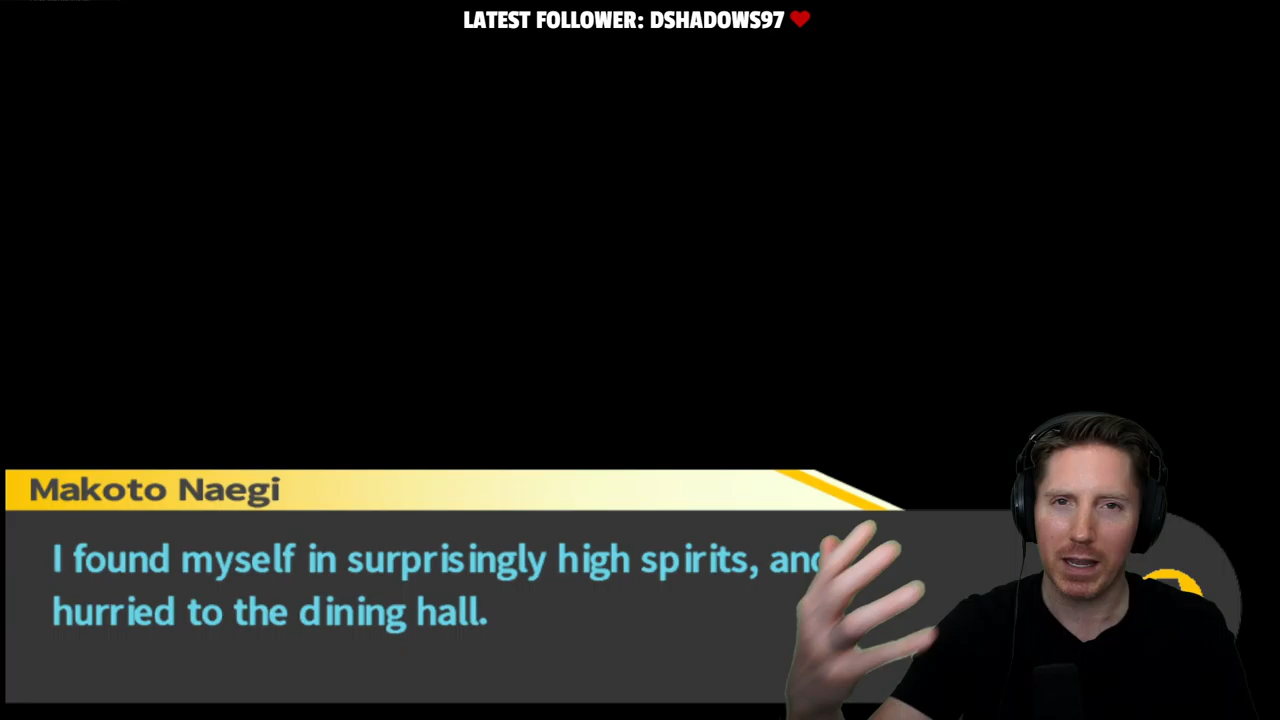 LATEST FOLLOWER: DSHADOWS97
Makoto Naegi
I found myself in surprisingly high spirits, and
hurried to the dining hall.